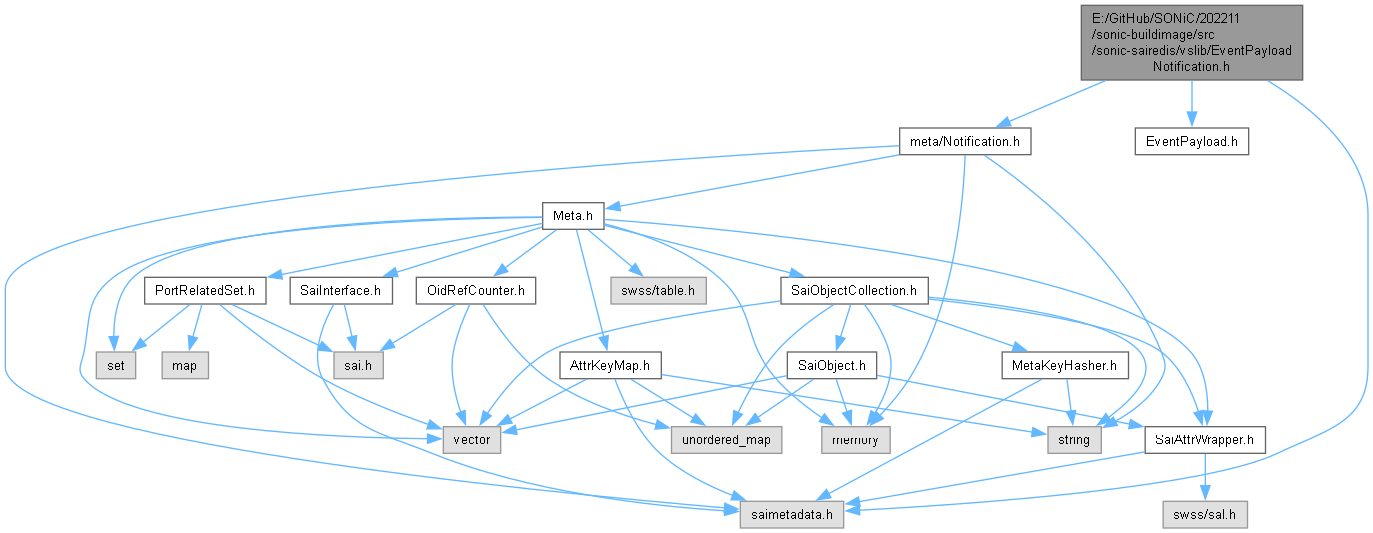 E:/GitHub/SONiC/202211
/sonic-buildimage/src
/sonic-sairedis/vslib/EventPayload
Notification.h
meta/Notification.h
EventPayload.h
Meta.h
PortRelatedSet.h
SaiInterface.h
OidRefCounter.h
swss/table.h
SaiObjectCollection.h
set
map
sai.h
AttrKeyMap.h
SaiObject.h
MetaKeyHasher.h
vector
unordered_map
memory
string
SaiAttrWrapper.h
saimetadata.h
swss/sal.h